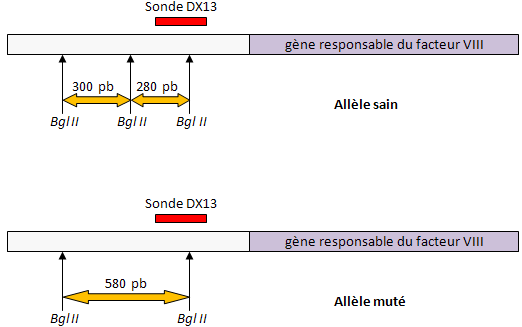 Sonde DX13
gène responsable du facteur VIII
300 pb 280 pb
Allèle sain
Bgl II Bgl II Bgl II
Sonde DX13
gène responsable du facteur VIII
580 pb
Allèle muté
Bgl II Bgl II